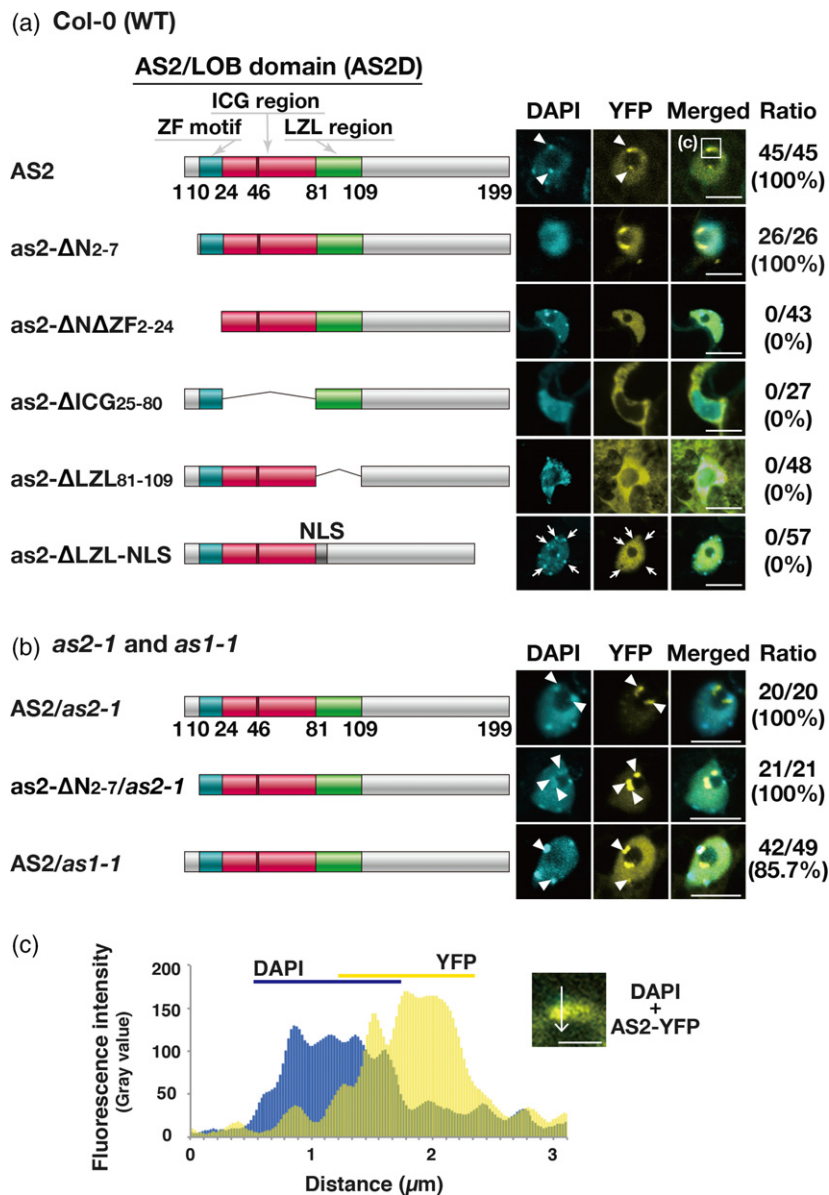 (a) Col-0 (WT)
AS2/LOB domain (AS2D)
ICG region
ZF motif LZL region
DAPI YFP Merged Ratio
AS2
1 10 24 46 81 109 199
(c)
45/45
(100%)
as2-ΔN2-7
26/26
(100%)
as2-ΔNΔZF2-24
0/43
(0%)
as2-ΔICG25-80
0/27
(0%)
as2-ΔLZL81-109
0/48
(0%)
as2-ΔLZL-NLS
NLS
0/57
(0%)
(b) as2-1 and as1-1
DAPI YFP Merged Ratio
AS2/as2-1
1 10 24 46 81 109 199
20/20
(100%)
as2-ΔN2-7/as2-1
21/21
(100%)
AS2/as1-1
42/49
(85.7%)
(c)
Fluorescence intensity
(Gray value)
200
150
100
50
0
DAPI
YFP
0 1 2 3
Distance (µm)
DAPI
+
AS2-YFP